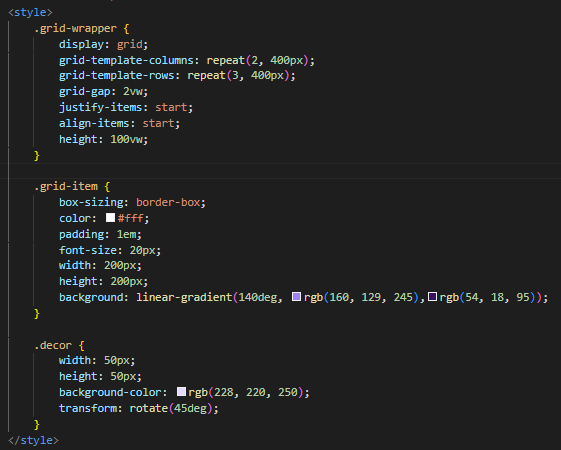 <style>
.grid-wrapper {
display: grid;
grid-template-columns: repeat(2, 400px);
grid-template-rows: repeat(3, 400px);
grid-gap: 2vw;
justify-items: start;
align-items: start;
height: 100vw;
}
.grid-item {
box-sizing: border-box;
color: #fff;
padding: 1em;
font-size: 20px;
width: 200px;
height: 200px;
background: linear-gradient(140deg, rgb(160, 129, 245),rgb(54, 18, 95));
}
.decor {
width: 50px;
height: 50px;
background-color: rgb(228, 220, 250);
transform: rotate(45deg);
}
</style>